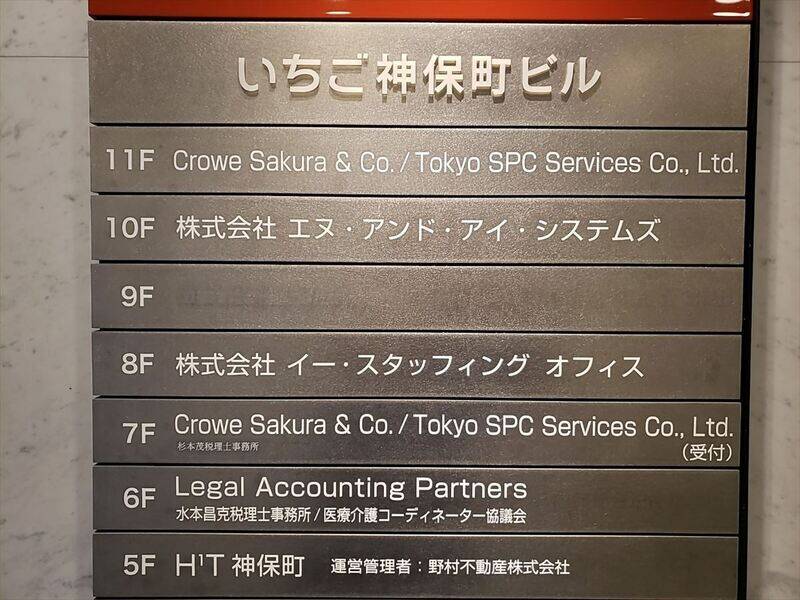 いちご神保町ビル
11F Crowe Sakura & Co. / Tokyo SPC Services Co., Ltd.
10F 株式会社 エヌ・アンド・アイ・システムズ
9F
8F 株式会社 イー・スタッフィング オフィス
7F Crowe Sakura & Co. / Tokyo SPC Services Co., Ltd.
杉本茂税理士事務所 (受付)
6F Legal Accounting Partners
水本昌克税理士事務所 / 医療介護コーディネーター協議会
5F H¹T 神保町 運営管理者：野村不動産株式会社